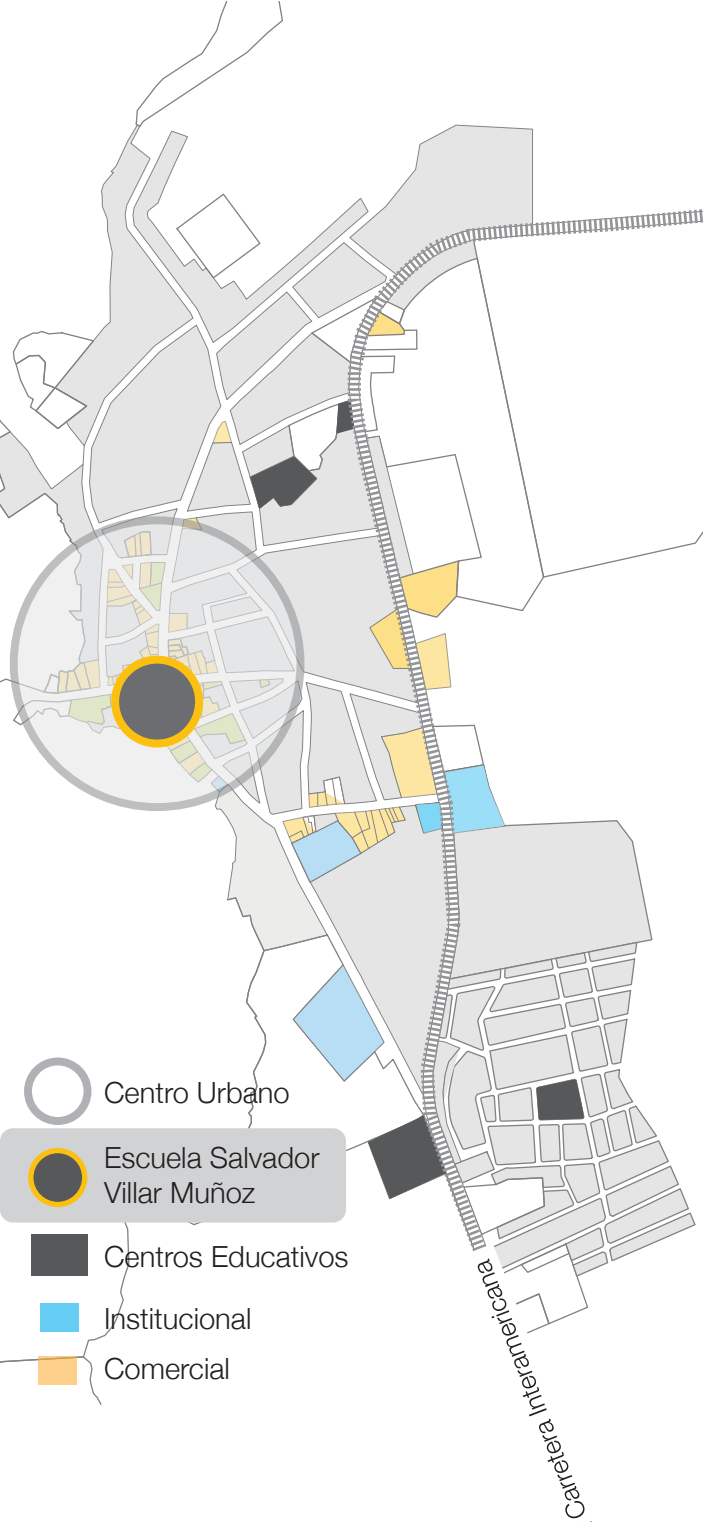 Centro Urbano
Escuela Salvador
Villar Muñoz
Centros Educativos
Institucional
Comercial
Carretera Interamericana